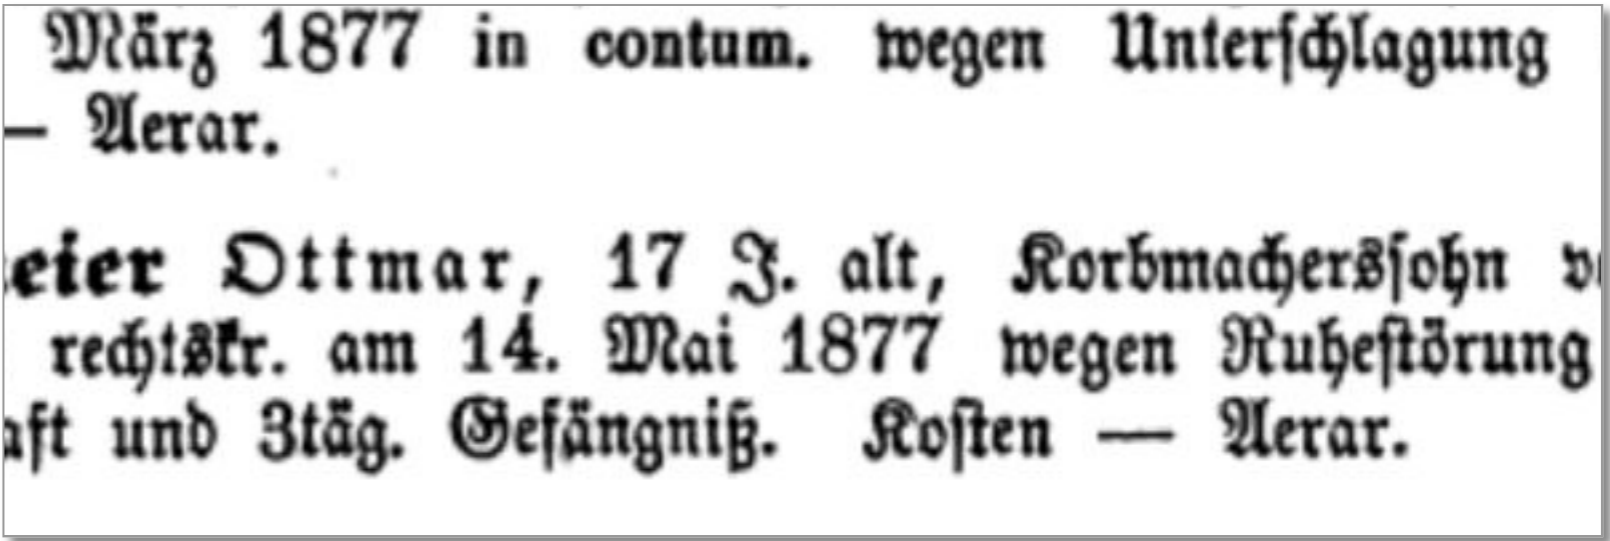 März 1877 in contum. wegen Unterschlagung
— Aerar.
eier Ottmar, 17 J. alt, Korbmacherssohn
rechtskr. am 14. Mai 1877 wegen Ruhestörung
aft und 3täg. Gefängniß. Kosten — Aerar.